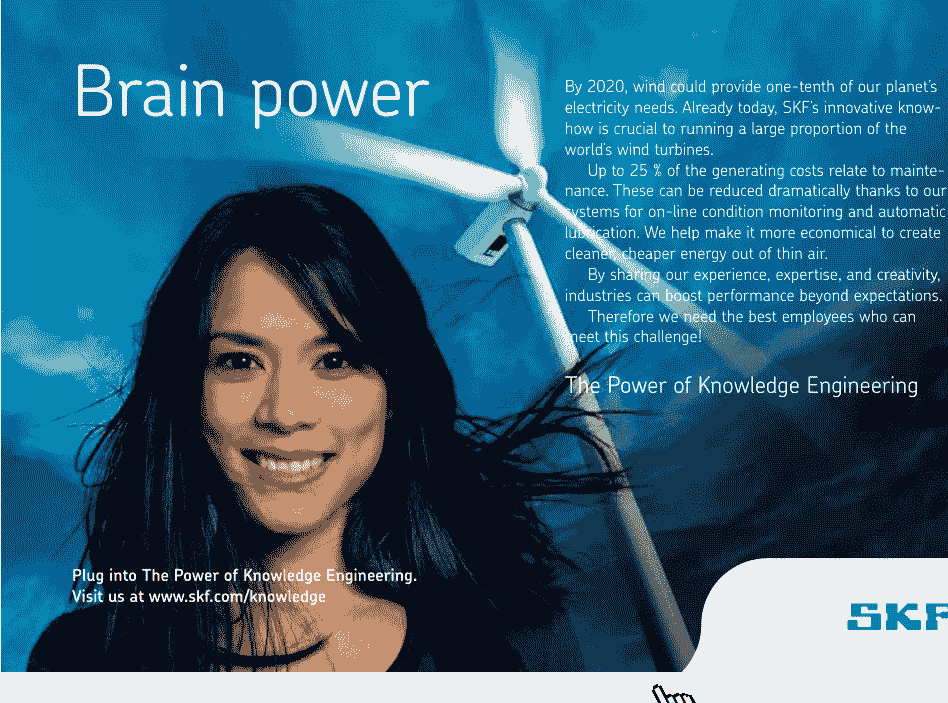 Brain power
By 2020, wind could provide one-tenth of our planet's
electricity needs. Already today, SKF's innovative know-
how is crucial to running a large proportion of the
world's wind turbines.
Up to 25 % of the generating costs relate to mainte-
nance. These can be reduced dramatically thanks to our
systems for on-line condition monitoring and automatic
lubrication. We help make it more economical to create
cleaner, cheaper energy out of thin air.
By sharing our experience, expertise, and creativity,
industries can boost performance beyond expectations.
Therefore we need the best employees who can
meet this challenge!
The Power of Knowledge Engineering
Plug into The Power of Knowledge Engineering.
Visit us at www.skf.com/knowledge
SKF